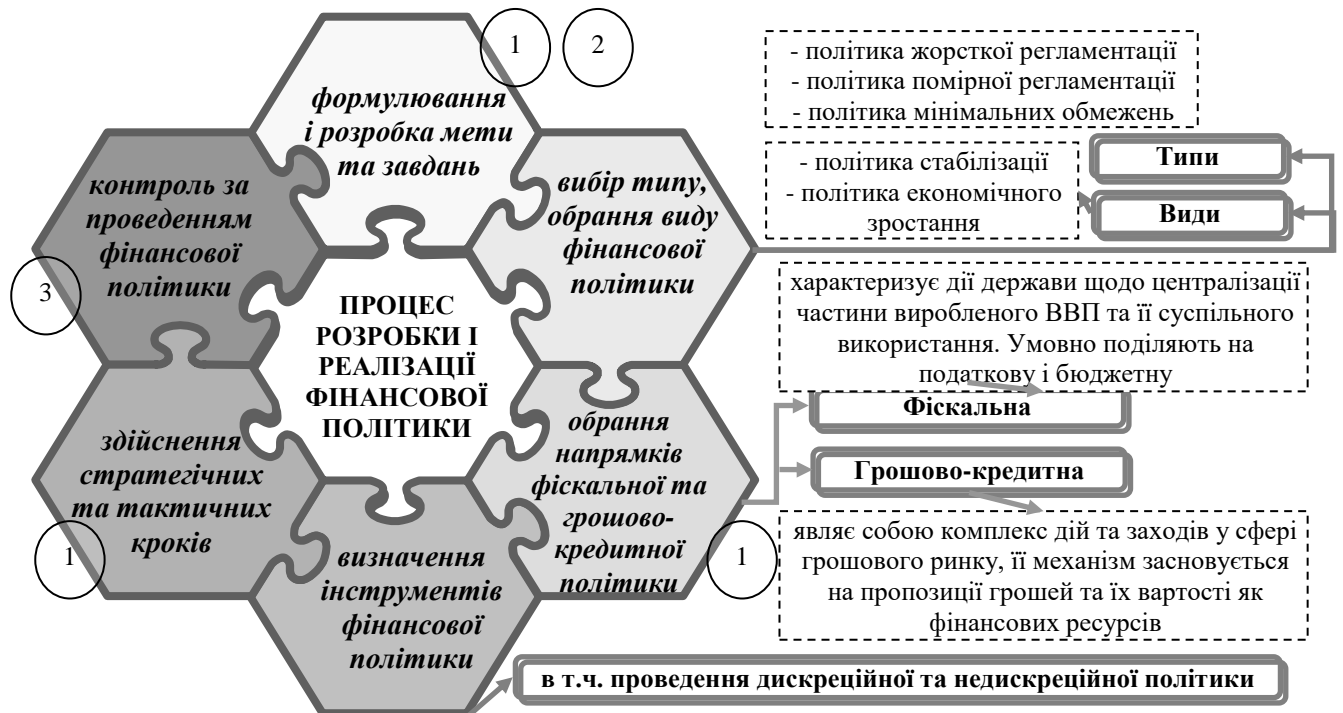 1
2
формулювання
і розробка мети
та завдань
- політика жорсткої регламентації
- політика помірної регламентації
- політика мінімальних обмежень
контроль за
проведенням
фінансової
політики
3
вибір типу,
обрання виду
фінансової
політики
- політика стабілізації
- політика економічного
зростання
Типи
Види
ПРОЦЕС
РОЗРОБКИ І
РЕАЛІЗАЦІЇ
ФІНАНСОВОЇ
ПОЛІТИКИ
характеризує дії держави щодо централізації
частини виробленого ВВП та її суспільного
використання. Умовно поділяють на
податкову і бюджетну
Фіскальна
Грошово-кредитна
здійснення
стратегічних
та тактичних
кроків
1
обрання
напрямків
фіскальної та
грошово-
кредитної
політики
1
являє собою комплекс дій та заходів у сфері
грошового ринку, її механізм засновується
на пропозиції грошей та їх вартості як
фінансових ресурсів
визначення
інструментів
фінансової
політики
в т.ч. проведення дискреційної та недискреційної політики